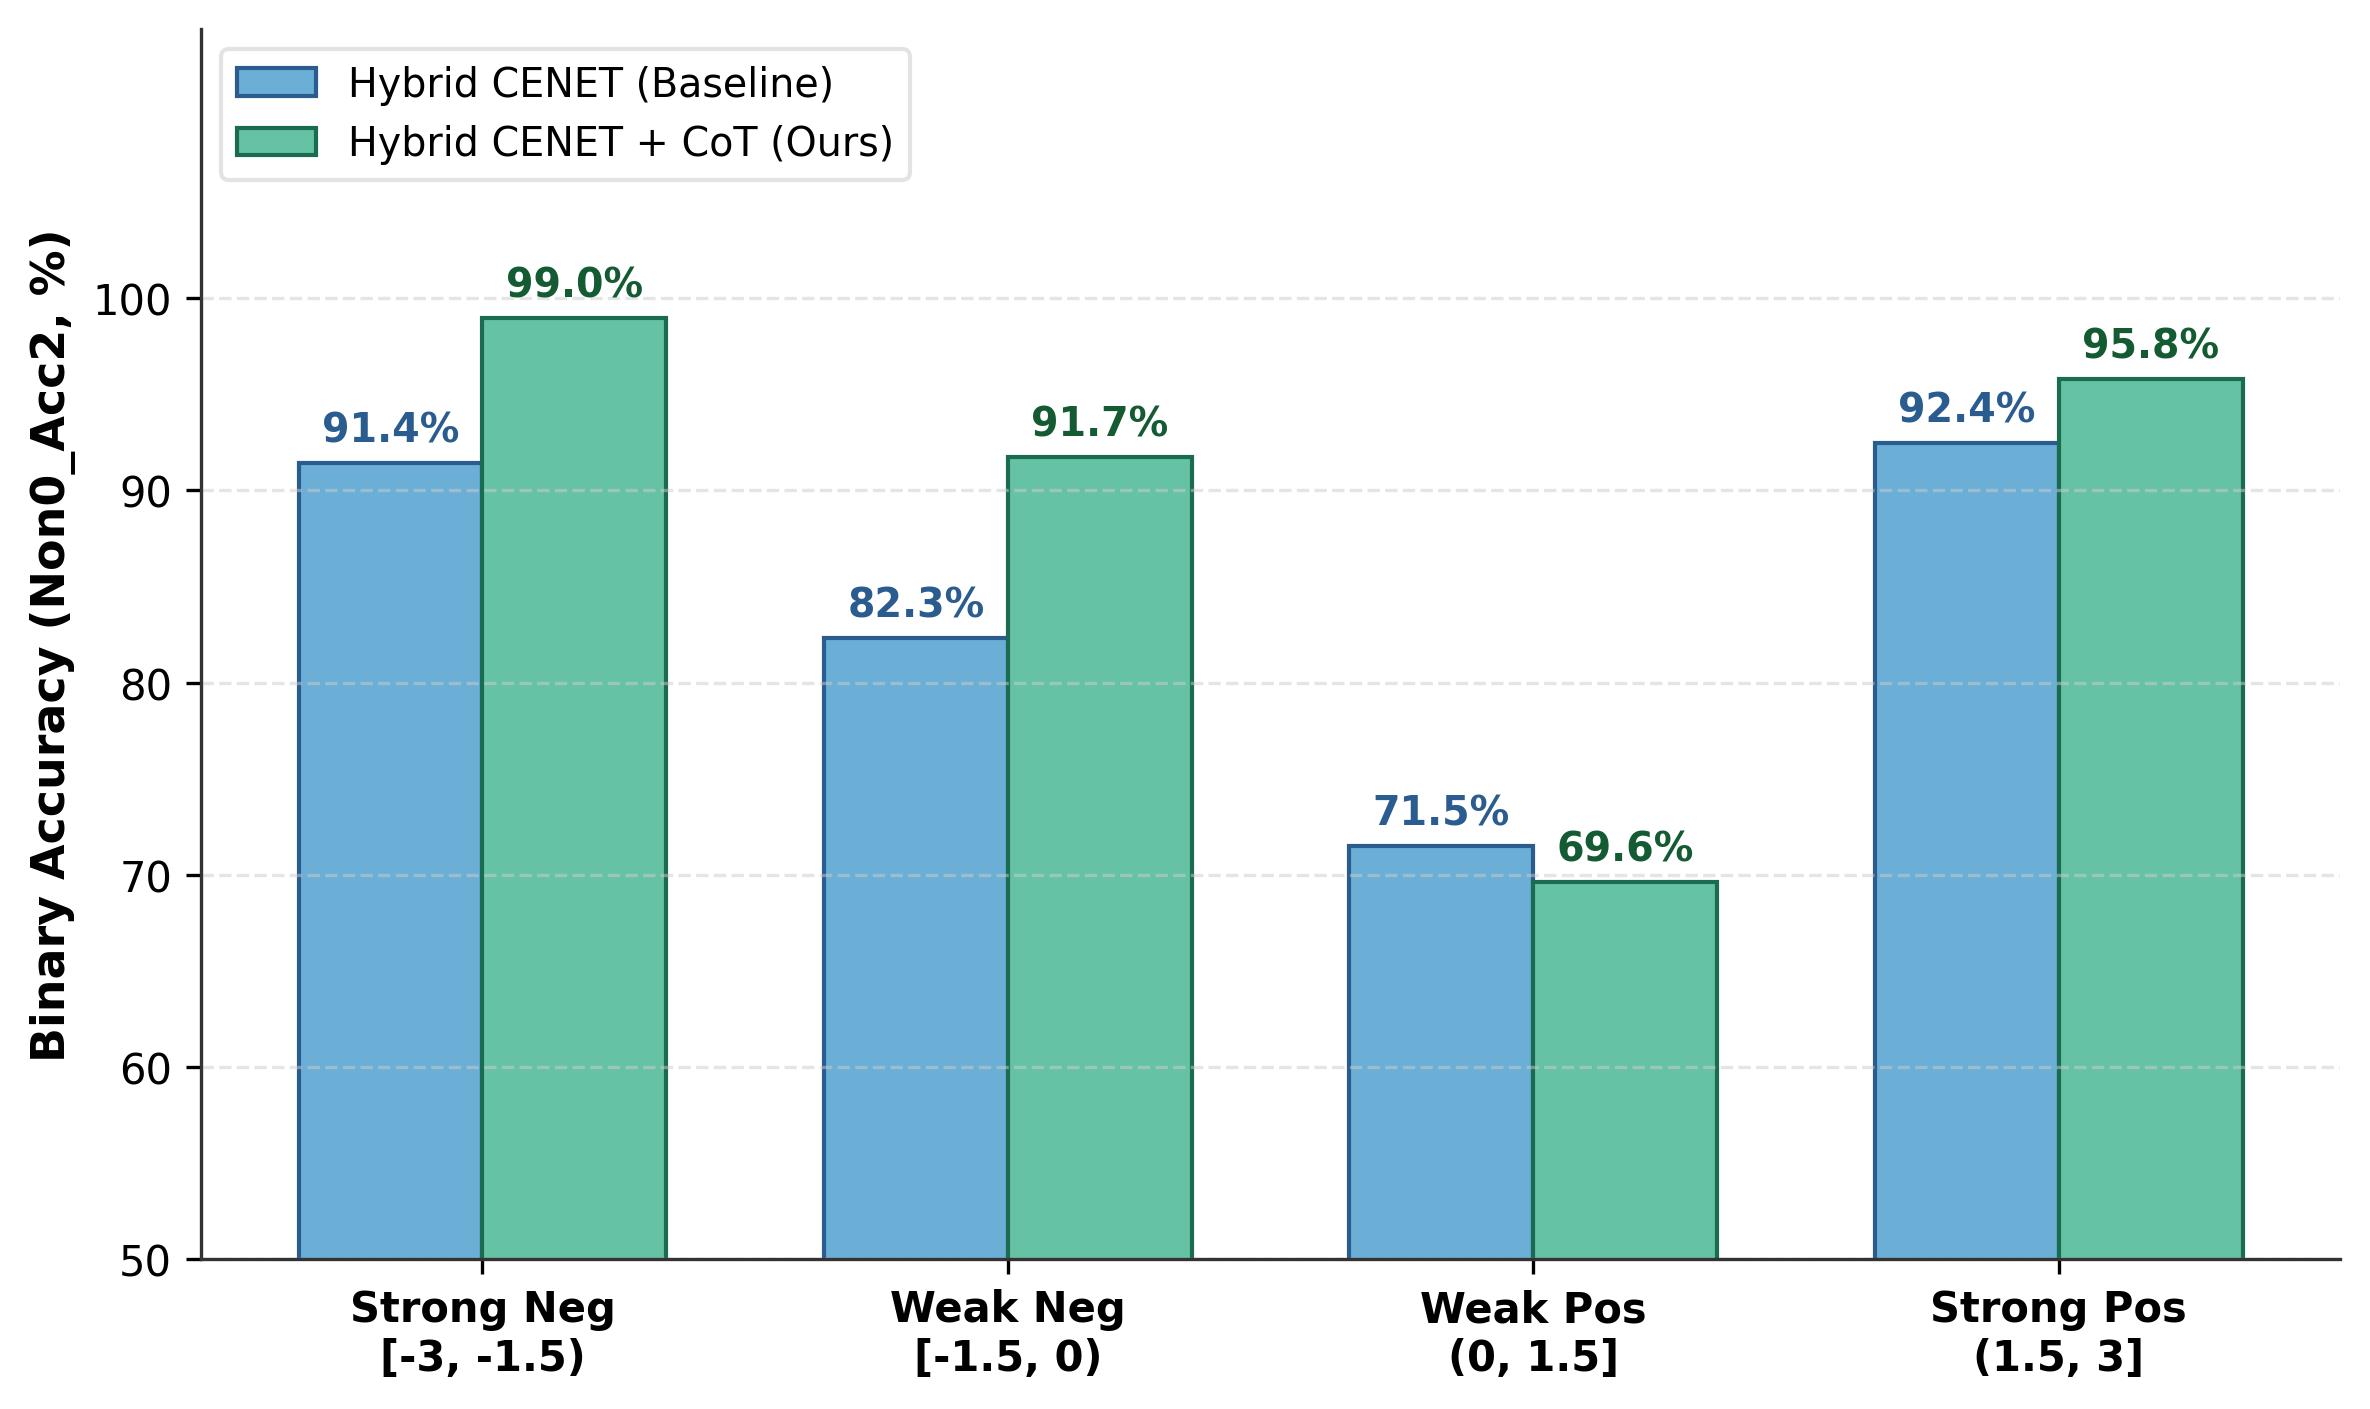 Hybrid CENET (Baseline)
Hybrid CENET + CoT (Ours)
Binary Accuracy (Non0_Acc2, %)
100
90
80
70
60
50
91.4%
99.0%
82.3%
91.7%
71.5%
69.6%
92.4%
95.8%
Strong Neg
[-3, -1.5)
Weak Neg
[-1.5, 0)
Weak Pos
(0, 1.5]
Strong Pos
(1.5, 3]